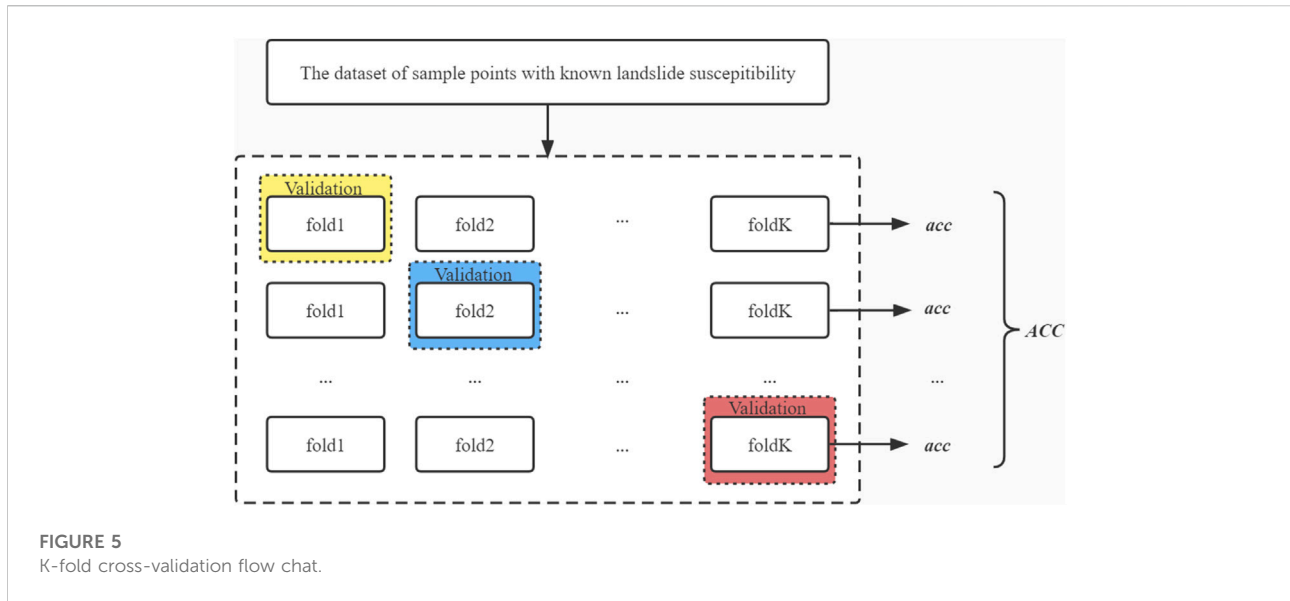 The dataset of sample points with known landslide suscepitibility
Validation
fold1 fold2 ... foldK acc
Validation
fold1 fold2 ... foldK acc
ACC
... ... ... ... ...
Validation
fold1 fold2 ... foldK acc
FIGURE 5
K-fold cross-validation flow chat.